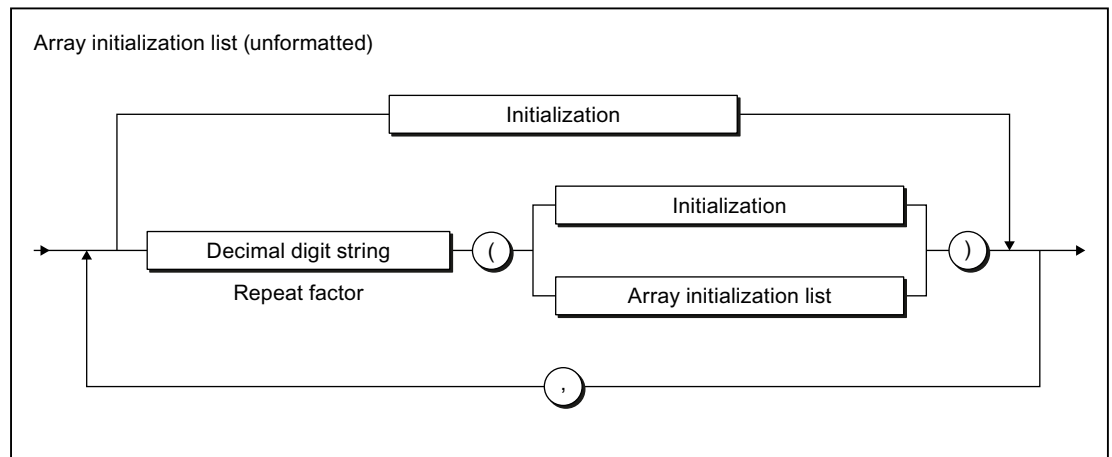 Array initialization list (unformatted)
Initialization
Initialization
Decimal digit string
(
)
Repeat factor
Array initialization list
,